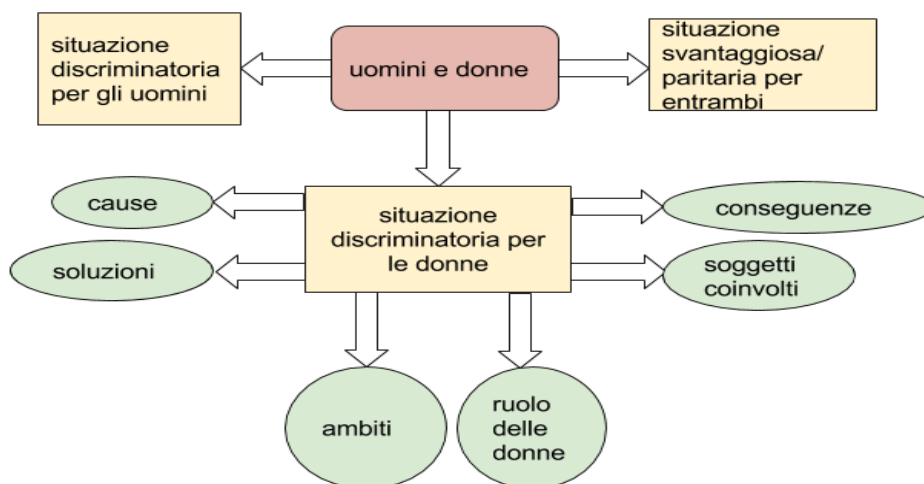 situazione
discriminatoria
per gli uomini
uomini e donne
situazione
svantaggiosa/
paritaria per
entrambi
cause
situazione
discriminatoria per
le donne
conseguenze
soluzioni
soggetti
coinvolti
ambiti
ruolo
delle
donne